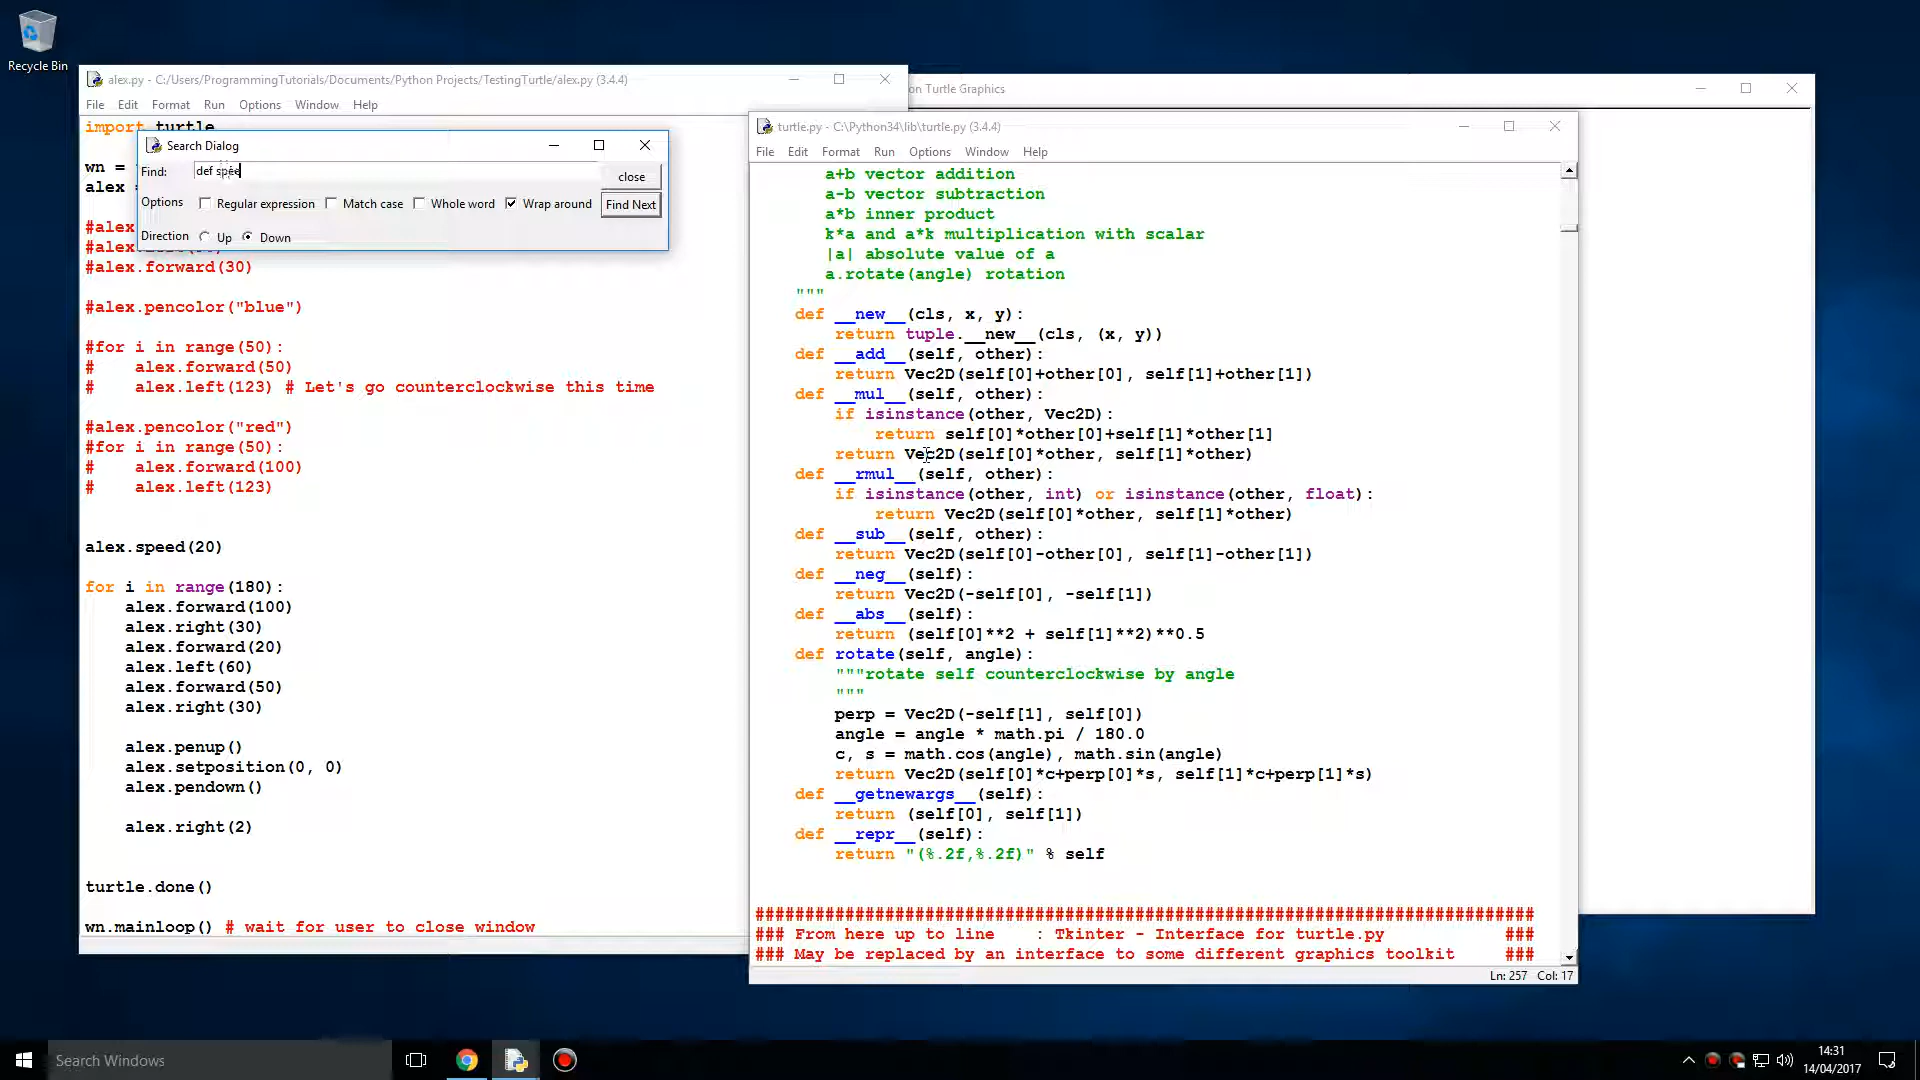 Recycle Bin
alex.py - C:/Users/ProgrammingTutorials/Documents/Python Projects/TestingTurtle/alex.py (3.4.4)
File Edit Format Run Options Window Help
import turtle
wn =
alex =
#alex.
#alex.forward(30)
#alex.pencolor("blue")
#for i in range(50):
#    alex.forward(50)
#    alex.left(123) # Let's go counterclockwise this time
#alex.pencolor("red")
#for i in range(50):
#    alex.forward(100)
#    alex.left(123)
alex.speed(20)
for i in range(180):
    alex.forward(100)
    alex.right(30)
    alex.forward(20)
    alex.left(60)
    alex.forward(50)
    alex.right(30)
    alex.penup()
    alex.setposition(0, 0)
    alex.pendown()
    alex.right(2)
turtle.done()
wn.mainloop() # wait for user to close window
Search Dialog
Find: def spee
close
Options Regular expression Match case Whole word Wrap around Find Next
Direction Up Down
on Turtle Graphics
turtle.py - C:\Python34\lib\turtle.py (3.4.4)
File Edit Format Run Options Window Help
a+b vector addition
a-b vector subtraction
a*b inner product
k*a and a*k multiplication with scalar
|a| absolute value of a
a.rotate(angle) rotation
"""
def __new__(cls, x, y):
    return tuple.__new__(cls, (x, y))
def __add__(self, other):
    return Vec2D(self[0]+other[0], self[1]+other[1])
def __mul__(self, other):
    if isinstance(other, Vec2D):
        return self[0]*other[0]+self[1]*other[1]
    return Vec2D(self[0]*other, self[1]*other)
def __rmul__(self, other):
    if isinstance(other, int) or isinstance(other, float):
        return Vec2D(self[0]*other, self[1]*other)
def __sub__(self, other):
    return Vec2D(self[0]-other[0], self[1]-other[1])
def __neg__(self):
    return Vec2D(-self[0], -self[1])
def __abs__(self):
    return (self[0]**2 + self[1]**2)**0.5
def rotate(self, angle):
    """rotate self counterclockwise by angle
    """
    perp = Vec2D(-self[1], self[0])
    angle = angle * math.pi / 180.0
    c, s = math.cos(angle), math.sin(angle)
    return Vec2D(self[0]*c+perp[0]*s, self[1]*c+perp[1]*s)
def __getnewargs__(self):
    return (self[0], self[1])
def __repr__(self):
    return "(%.2f,%.2f)" % self
##############################################################################
### From here up to line    : Tkinter - Interface for turtle.py            ###
### May be replaced by an interface to some different graphics toolkit     ###
Ln: 257 Col: 17
Search Windows
14:31
14/04/2017